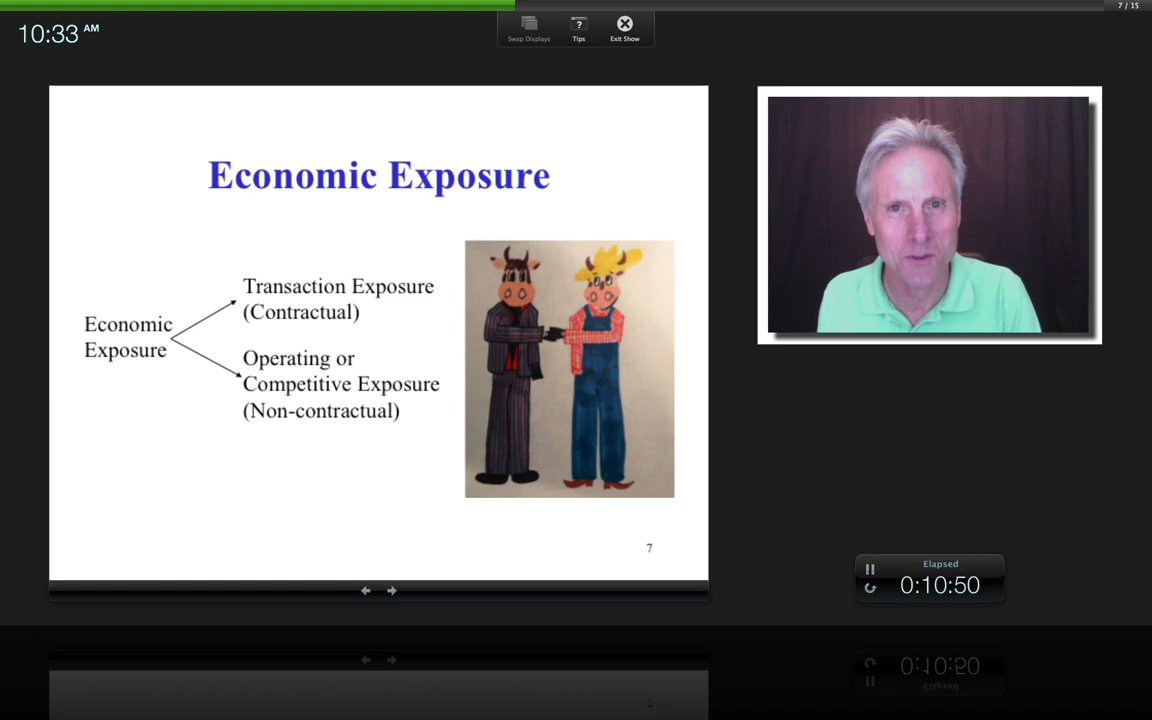 7 / 15
10:33 AM
Swap Displays
Tips
Exit Show
Economic Exposure
Transaction Exposure
(Contractual)
Economic
Exposure
Operating or
Competitive Exposure
(Non-contractual)
7
Elapsed
0:10:50